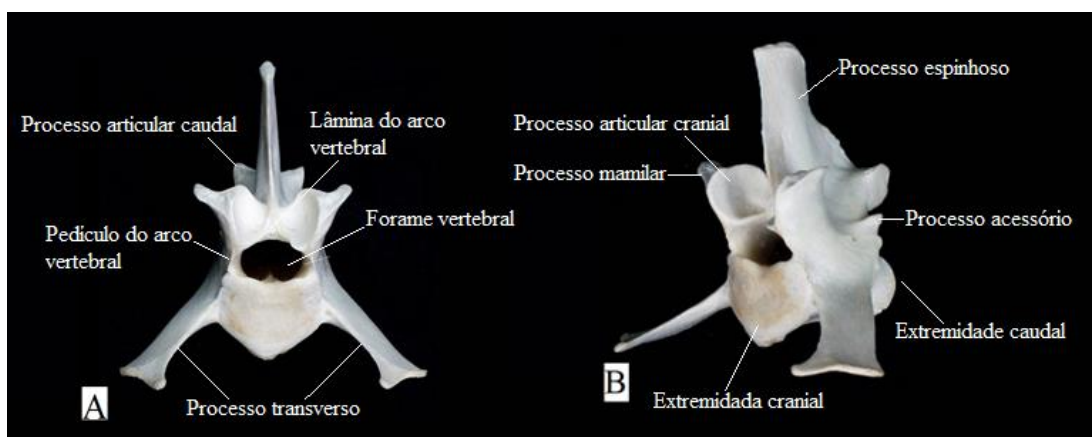 Processo articular caudal
Lâmina do arco
vertebral
Pedículo do arco
vertebral
Forame vertebral
Processo transverso
A
Processo espinhoso
Processo articular cranial
Processo mamilar
Processo acessório
Extremidade caudal
Extremidada cranial
B